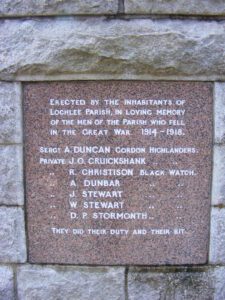 ERECTED BY THE INHABITANTS OF
LOCHLEE PARISH, IN LOVING MEMORY
OF THE MEN OF THE PARISH WHO FELL
IN THE GREAT WAR. 1914-1918.
SERGT A. DUNCAN GORDON HIGHLANDERS.
PRIVATE J. G. CRUICKSHANK " "
" R. CHRISTISON BLACK WATCH.
" A. DUNBAR " "
" J. STEWART " "
" W. STEWART " "
" D. P. STORMONTH "
THEY DID THEIR DUTY AND THEIR BIT.